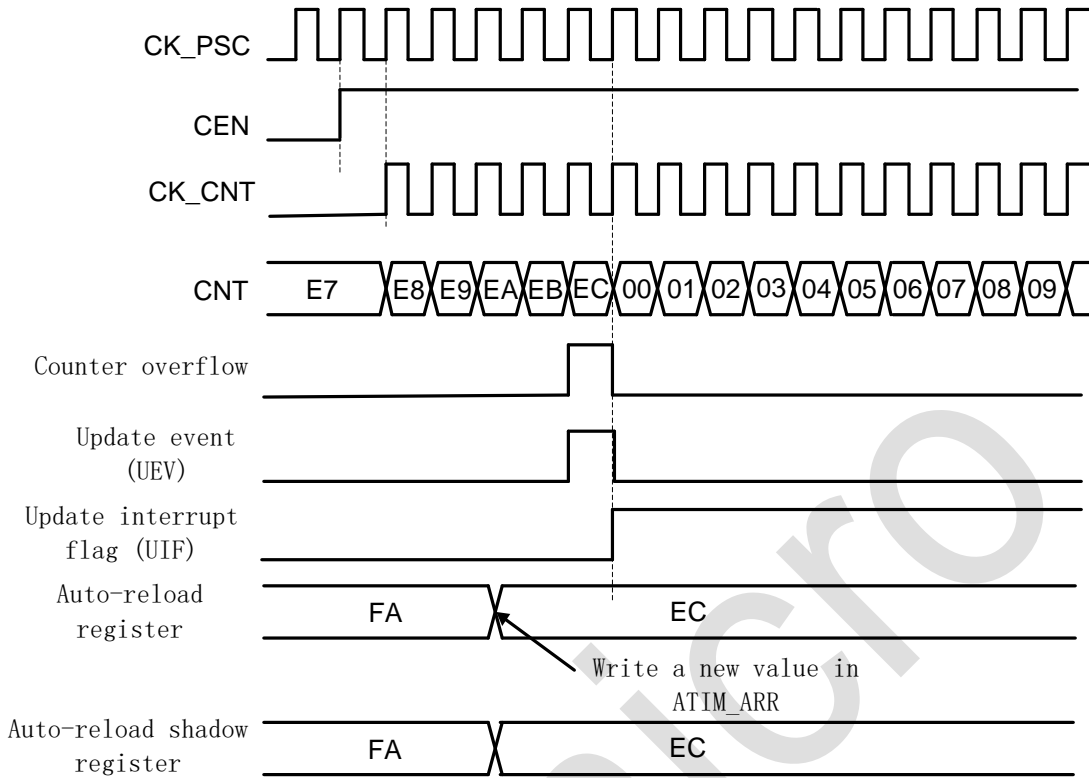 CK_PSC
CEN
CK_CNT
CNT E7 E8 E9 EA EB EC 00 01 02 03 04 05 06 07 08 09
Counter overflow
Update event
(UEV)
Update interrupt
flag (UIF)
Auto-reload
register
FA EC
Write a new value in
ATIM_ARR
Auto-reload shadow
register
FA EC